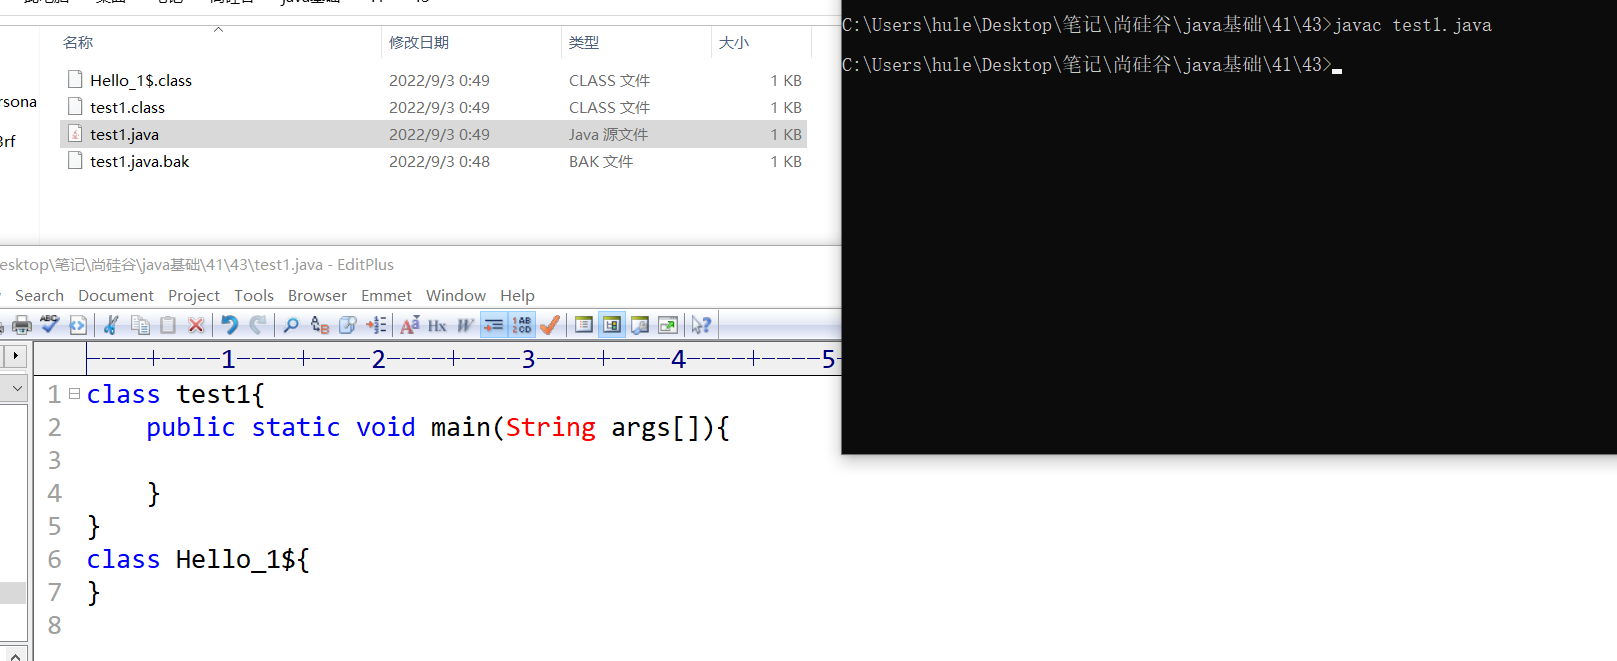 名称 修改日期 类型 大小
Hello_1$.class 2022/9/3 0:49 CLASS 文件 1 KB
test1.class 2022/9/3 0:49 CLASS 文件 1 KB
test1.java 2022/9/3 0:49 Java 源文件 1 KB
test1.java.bak 2022/9/3 0:48 BAK 文件 1 KB
rsona
3rf
C:\Users\hule\Desktop\笔记\尚硅谷\java基础\41\43>javac test1.java
C:\Users\hule\Desktop\笔记\尚硅谷\java基础\41\43>
esktop\笔记\尚硅谷\java基础\41\43\test1.java - EditPlus
Search Document Project Tools Browser Emmet Window Help
----+----1----+----2----+----3----+----4----+----5
1 class test1{
2 public static void main(String args[]){
3
4 }
5 }
6 class Hello_1${
7 }
8